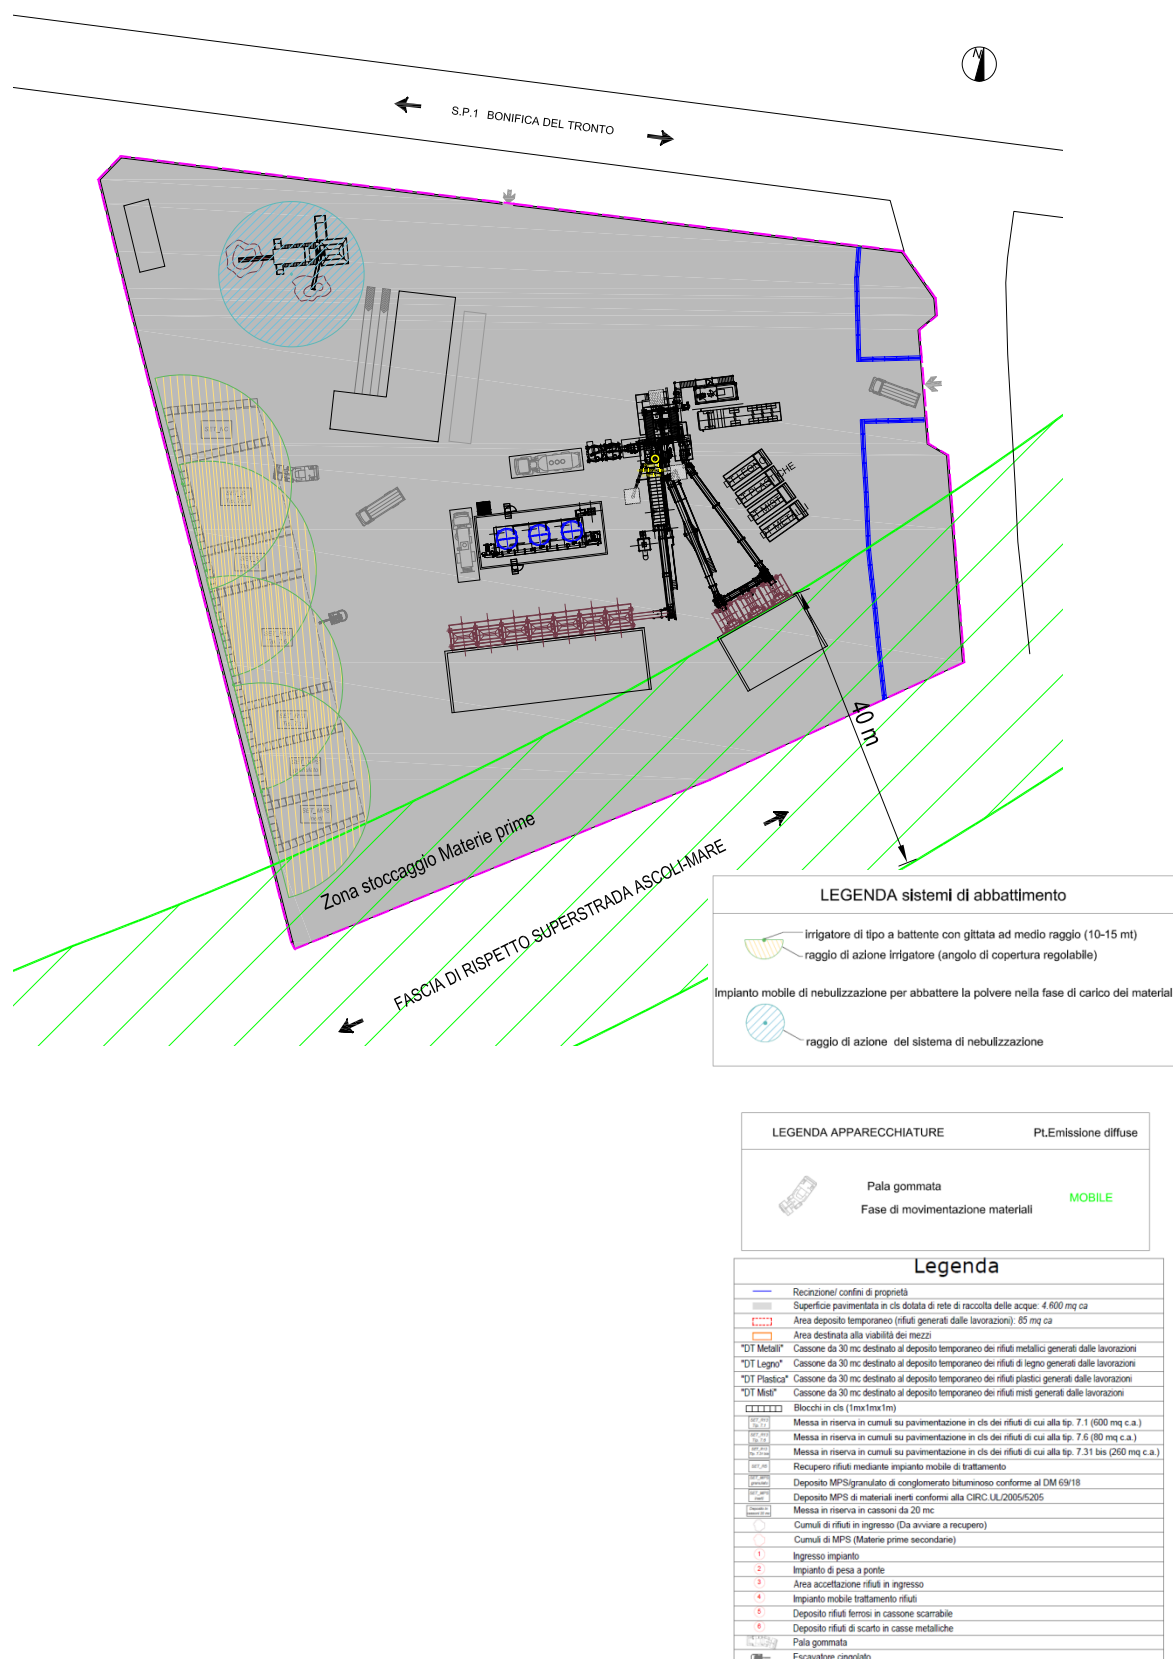 N
S.P.1 BONIFICA DEL TRONTO
40 m
Zona stoccaggio Materie prime
FASCIA DI RISPETTO SUPERSTRADA ASCOLI-MARE
LEGENDA sistemi di abbattimento
irrigatore di tipo a battente con gittata ad medio raggio (10-15 mt)
raggio di azione irrigatore (angolo di copertura regolabile)
Impianto mobile di nebulizzazione per abbattere la polvere nella fase di carico dei material
raggio di azione del sistema di nebulizzazione
LEGENDA APPARECCHIATURE Pt.Emissione diffuse
Pala gommata
Fase di movimentazione materiali
MOBILE
Legenda
Recinzione/ confini di proprietà
Superficie pavimentata in cls dotata di rete di raccolta delle acque: 4.600 mq ca
Area deposito temporaneo (rifiuti generati dalle lavorazioni): 85 mq ca
Area destinata alla viabilità dei mezzi
"DT Metalli" Cassone da 30 mc destinato al deposito temporaneo dei rifiuti metallici generati dalle lavorazioni
"DT Legno" Cassone da 30 mc destinato al deposito temporaneo dei rifiuti di legno generati dalle lavorazioni
"DT Plastica" Cassone da 30 mc destinato al deposito temporaneo dei rifiuti plastici generati dalle lavorazioni
"DT Misti" Cassone da 30 mc destinato al deposito temporaneo dei rifiuti misti generati dalle lavorazioni
Blocchi in cls (1mx1mx1m)
Messa in riserva in cumuli su pavimentazione in cls dei rifiuti di cui alla tip. 7.1 (600 mq c.a.)
Messa in riserva in cumuli su pavimentazione in cls dei rifiuti di cui alla tip. 7.6 (80 mq c.a.)
Messa in riserva in cumuli su pavimentazione in cls dei rifiuti di cui alla tip. 7.31 bis (260 mq c.a.)
Recupero rifiuti mediante impianto mobile di trattamento
Deposito MPS/granulato di conglomerato bituminoso conforme al DM 69/18
Deposito MPS di materiali inerti conformi alla CIRC.UL/2005/5205
Messa in riserva in cassoni da 20 mc
Cumuli di rifiuti in ingresso (Da avviare a recupero)
Cumuli di MPS (Materie prime secondarie)
1 Ingresso impianto
2 Impianto di pesa a ponte
3 Area accettazione rifiuti in ingresso
4 Impianto mobile trattamento rifiuti
5 Deposito rifiuti ferrosi in cassone scarrabile
6 Deposito rifiuti di scarto in casse metalliche
Pala gommata
Escavatore cingolato